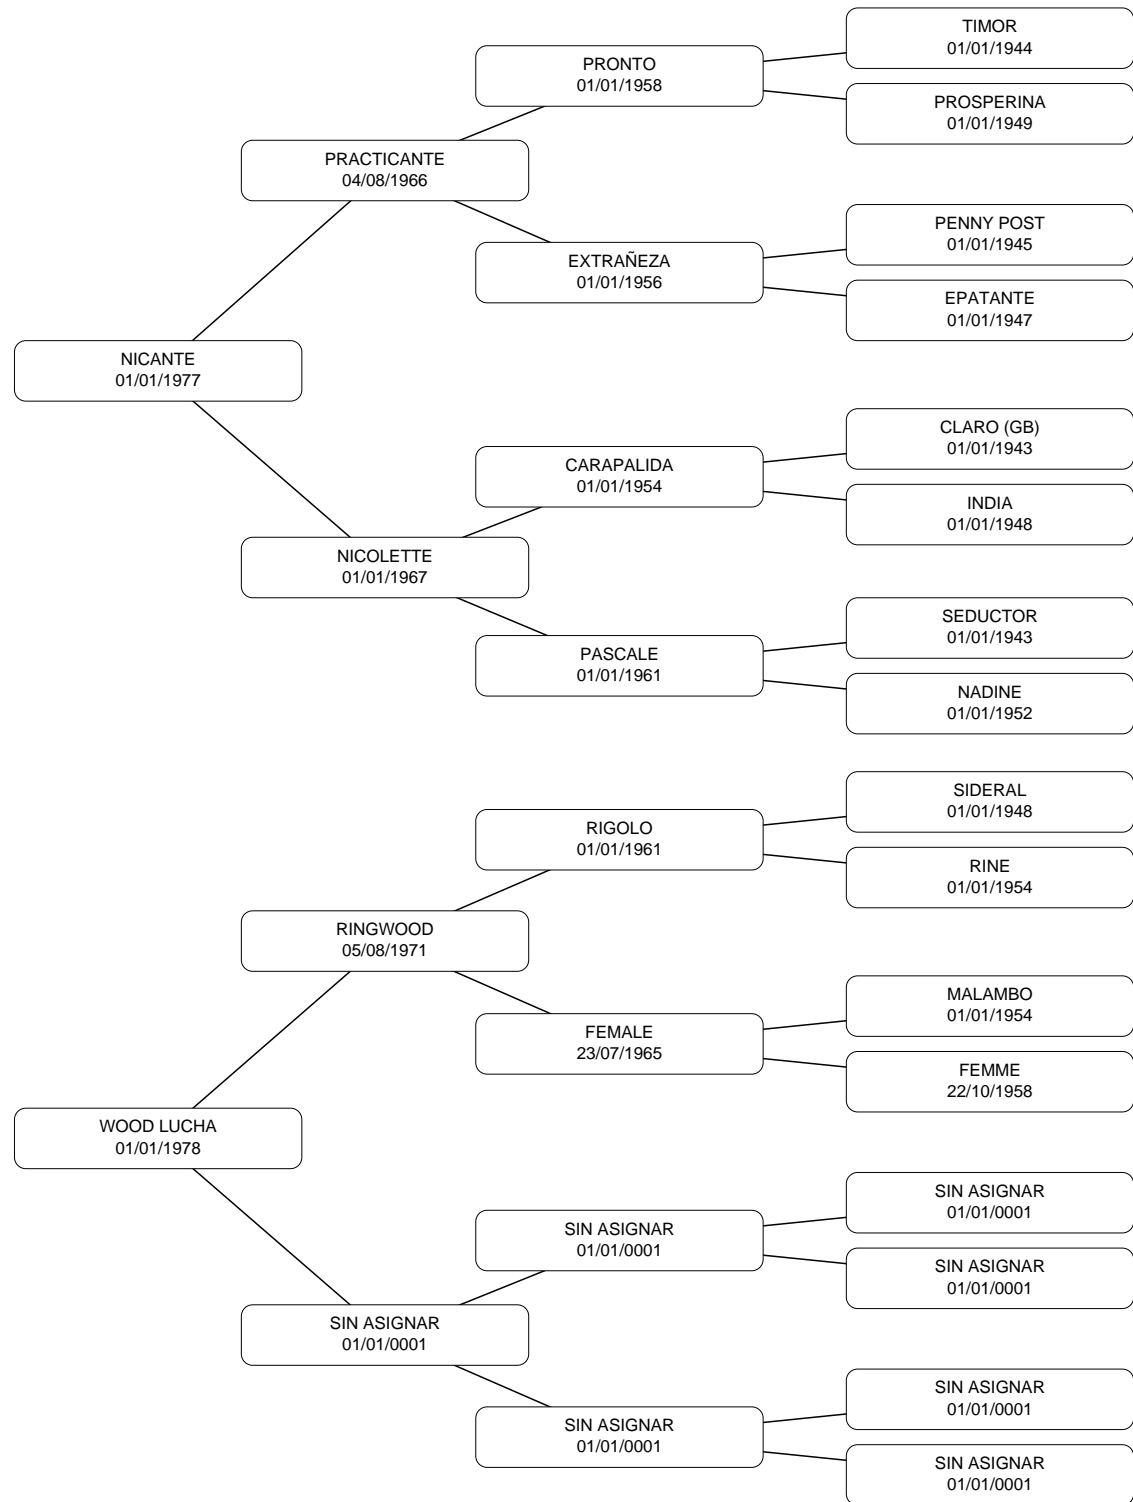 TIMOR
01/01/1944
PRONTO
01/01/1958
PROSPERINA
01/01/1949
PRACTICANTE
04/08/1966
PENNY POST
01/01/1945
EXTRAÑEZA
01/01/1956
EPATANTE
01/01/1947
NICANTE
01/01/1977
CLARO (GB)
01/01/1943
CARAPALIDA
01/01/1954
INDIA
01/01/1948
NICOLETTE
01/01/1967
SEDUCTOR
01/01/1943
PASCALE
01/01/1961
NADINE
01/01/1952
SIDERAL
01/01/1948
RIGOLO
01/01/1961
RINE
01/01/1954
RINGWOOD
05/08/1971
MALAMBO
01/01/1954
FEMALE
23/07/1965
FEMME
22/10/1958
WOOD LUCHA
01/01/1978
SIN ASIGNAR
01/01/0001
SIN ASIGNAR
01/01/0001
SIN ASIGNAR
01/01/0001
SIN ASIGNAR
01/01/0001
SIN ASIGNAR
01/01/0001
SIN ASIGNAR
01/01/0001
SIN ASIGNAR
01/01/0001